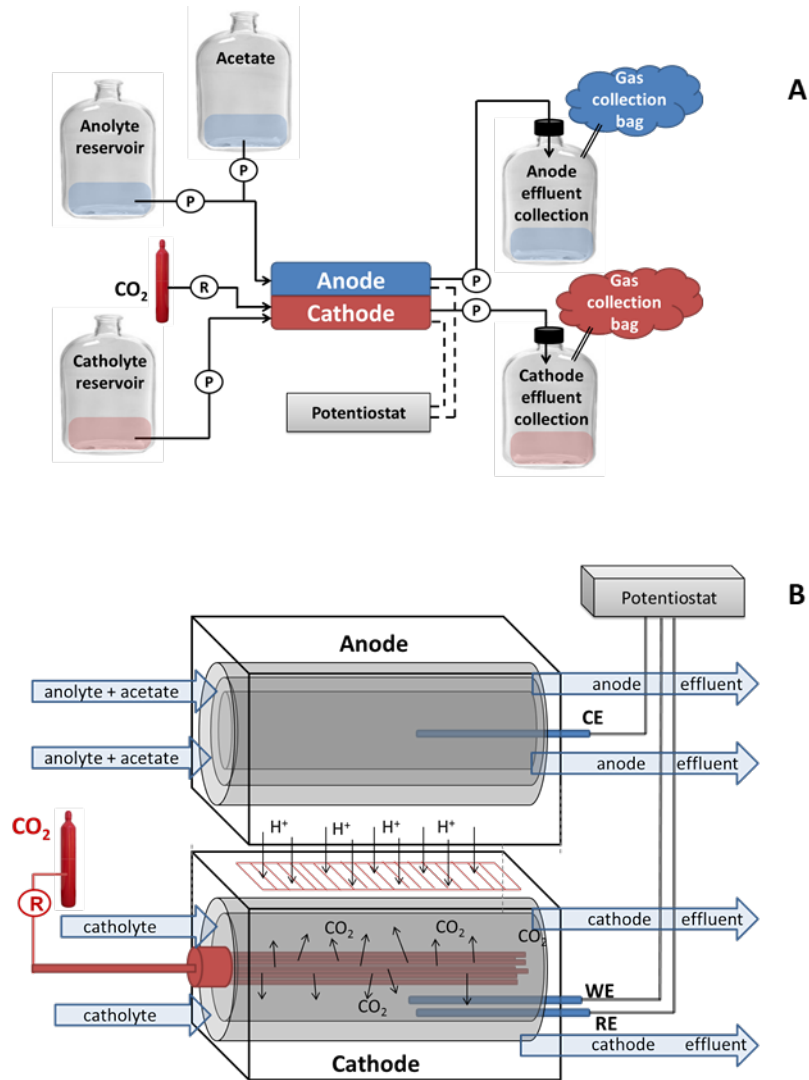 A
Acetate
Anolyte
reservoir
Gas
collection
bag
Anode
effluent
collection
P
P
P
CO₂
R
Anode
Cathode
P
Gas
collection
bag
Catholyte
reservoir
P
Potentiostat
Cathode
effluent
collection
B
Potentiostat
Anode
anolyte + acetate
anode effluent
CE
anolyte + acetate
anode effluent
CO₂
H⁺ H⁺ H⁺ H⁺
R
catholyte
cathode effluent
CO₂ CO₂ CO₂
CO₂
WE
catholyte
RE
cathode effluent
Cathode